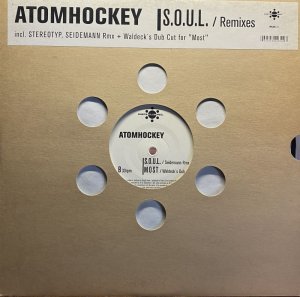 ATOMHOCKEY S.O.U.L. / Remixes
incl. STEREOTYP, SEIDEMANN Rmx + Waldeck's Dub Cut for "Most"
ATOMHOCKEY
S.O.U.L. / Seidemann Rmx
B 33rpm MOST / Waldeck's Dub